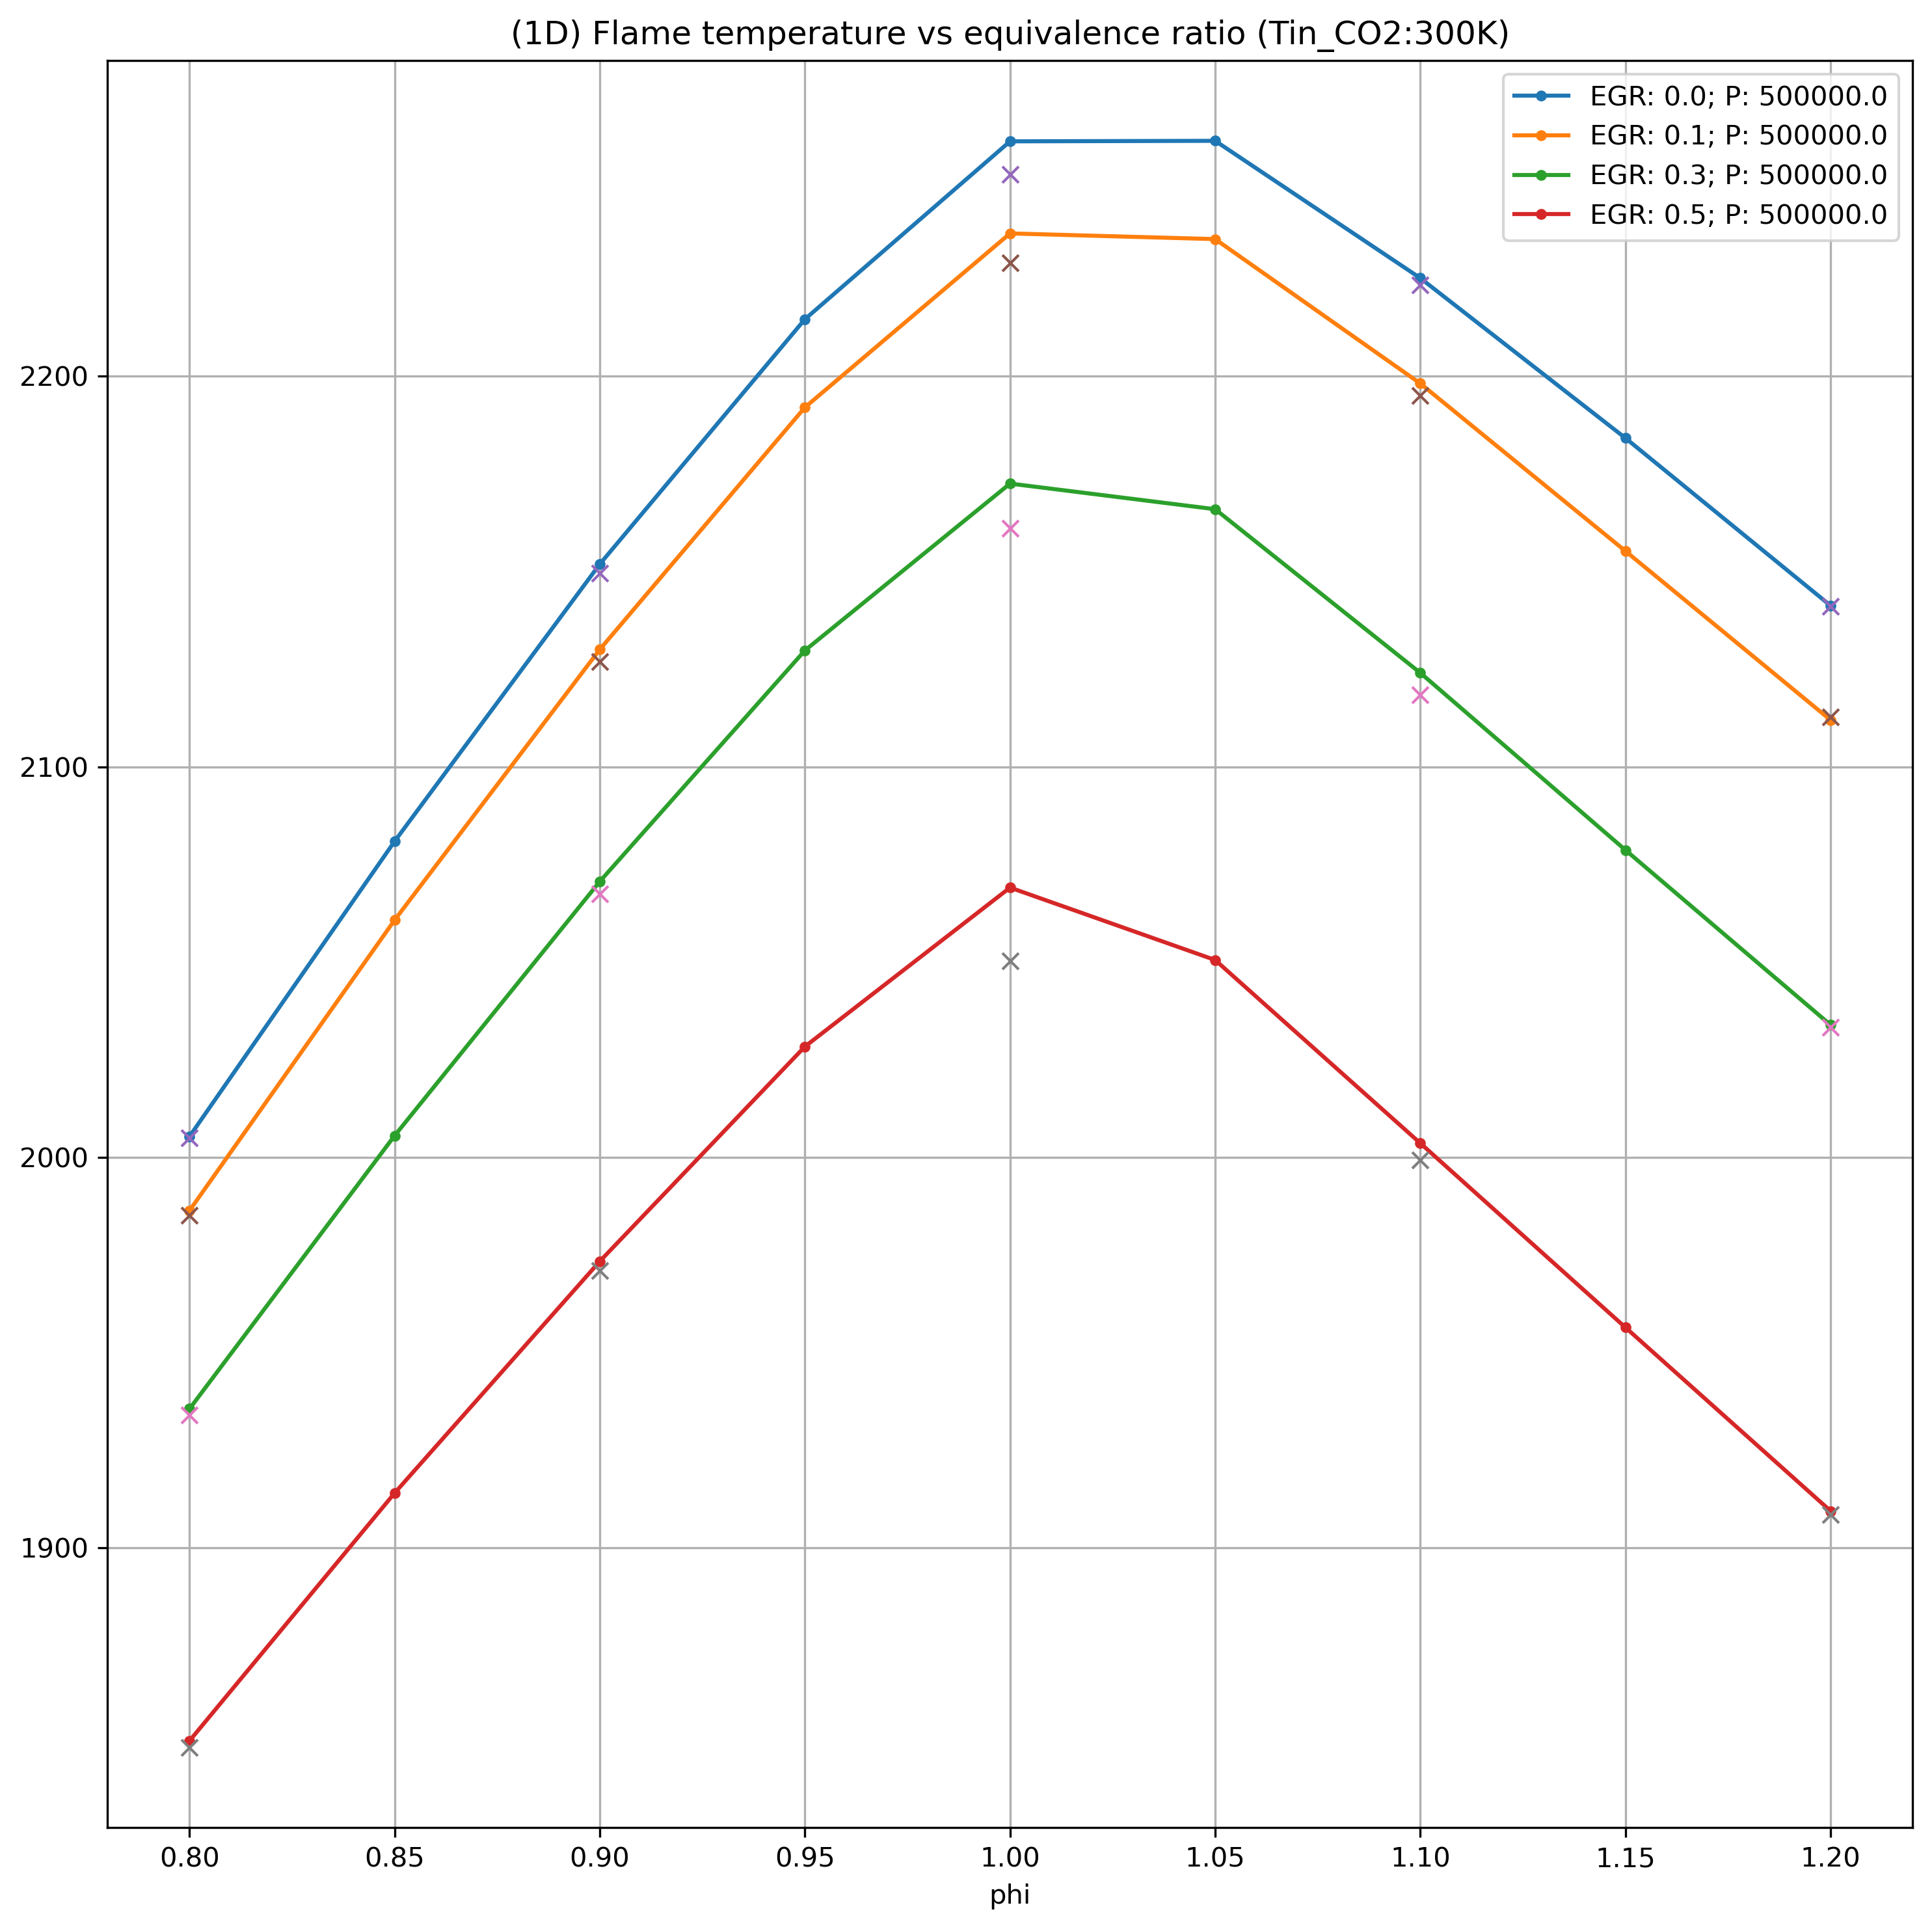 (1D) Flame temperature vs equivalence ratio (Tin_CO2:300K)
EGR: 0.0; P: 500000.0
EGR: 0.1; P: 500000.0
EGR: 0.3; P: 500000.0
EGR: 0.5; P: 500000.0
2200
2100
2000
1900
0.80 0.85 0.90 0.95 1.00 1.05 1.10 1.15 1.20
phi